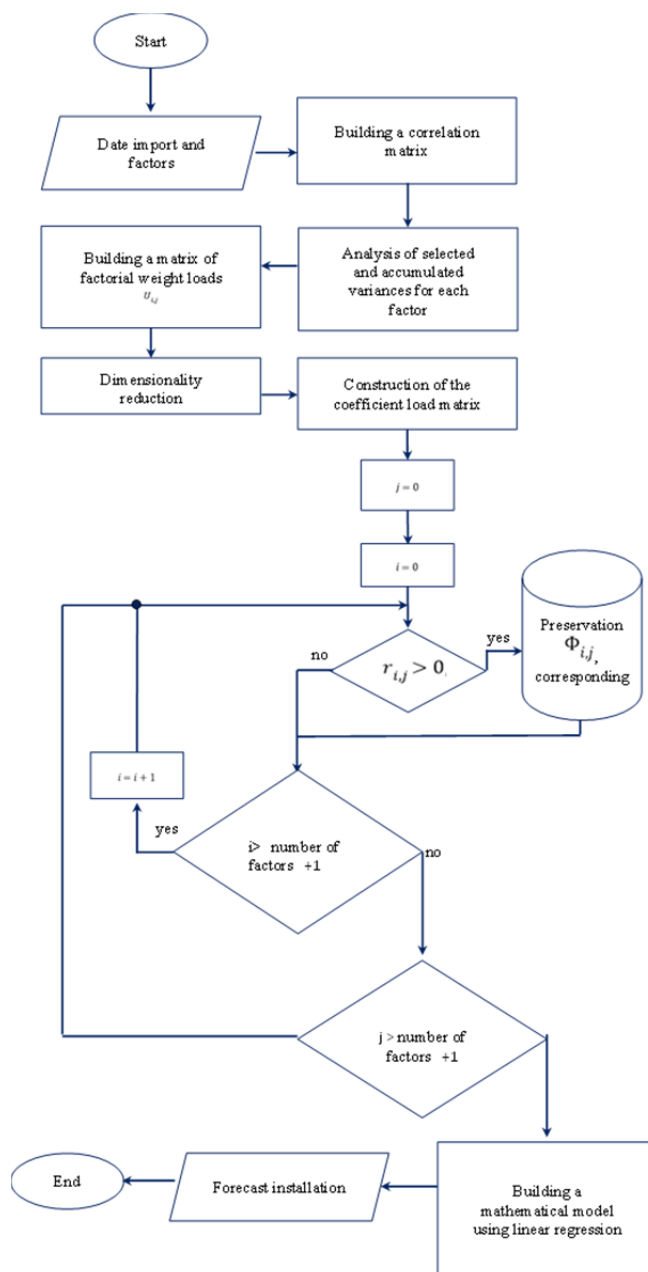 Start
Date import and
factors
Building a correlation
matrix
Building a matrix of
factorial weight loads
υᵢ,ⱼ
Analysis of selected
and accumulated
variances for each
factor
Dimensionality
reduction
Construction of the
coefficient load matrix
j = 0
i = 0
Preservation
Φᵢ,ⱼ,
corresponding
yes
no
rᵢ,ⱼ > 0
i = i + 1
yes
i> number of
factors +1
no
j > number of
factors +1
End
Forecast installation
Building a
mathematical model
using linear regression